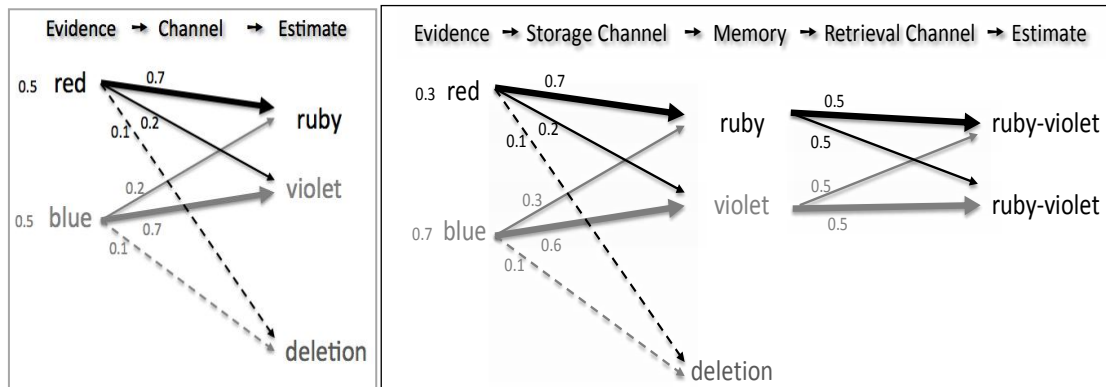 Evidence → Channel → Estimate
0.5 red 0.7
0.2
0.1
ruby
0.2
violet
0.5 blue 0.7
0.1
deletion
Evidence → Storage Channel → Memory → Retrieval Channel → Estimate
0.3 red 0.7
0.2
0.1
ruby
0.5
ruby-violet
0.5
0.3
violet
0.5
ruby-violet
0.5
0.7 blue 0.6
0.1
deletion